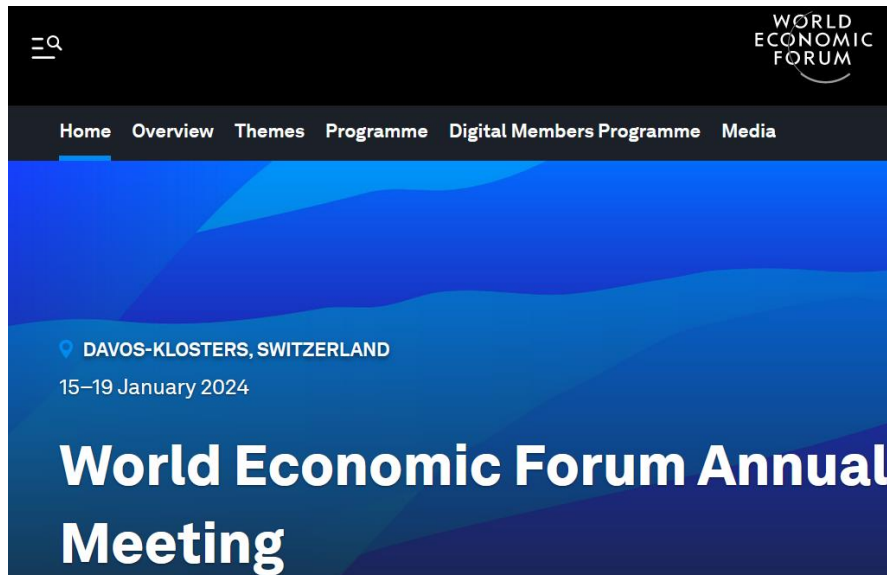 WORLD
ECONOMIC
FORUM
Home Overview Themes Programme Digital Members Programme Media
DAVOS-KLOSTERS, SWITZERLAND
15–19 January 2024
World Economic Forum Annual
Meeting